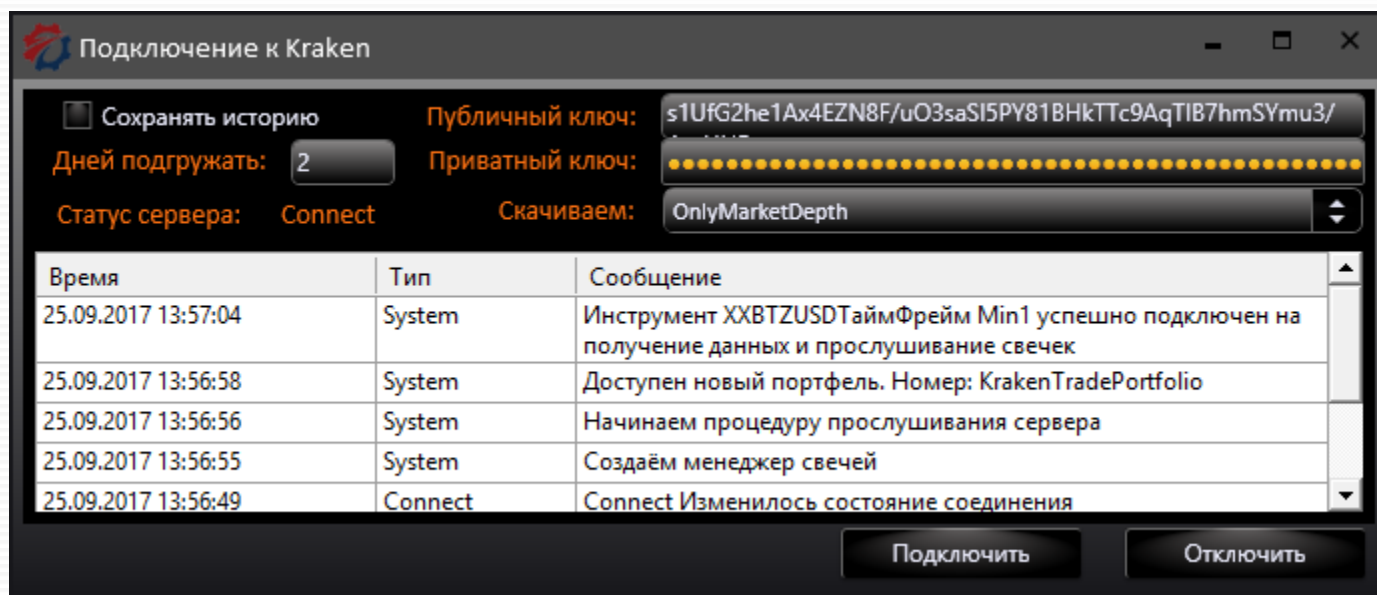 Подключение к Kraken
Сохранять историю
Публичный ключ: s1UfG2he1Ax4EZN8F/uO3saSI5PY81BHkTTc9AqTIB7hmSYmu3/
Дней подгружать: 2
Приватный ключ:
Статус сервера: Connect
Скачиваем: OnlyMarketDepth
Время Тип Сообщение
25.09.2017 13:57:04 System Инструмент XXBTZUSDТаймФрейм Min1 успешно подключен на
получение данных и прослушивание свечек
25.09.2017 13:56:58 System Доступен новый портфель. Номер: KrakenTradePortfolio
25.09.2017 13:56:56 System Начинаем процедуру прослушивания сервера
25.09.2017 13:56:55 System Создаём менеджер свечей
25.09.2017 13:56:49 Connect Connect Изменилось состояние соединения
Подключить Отключить